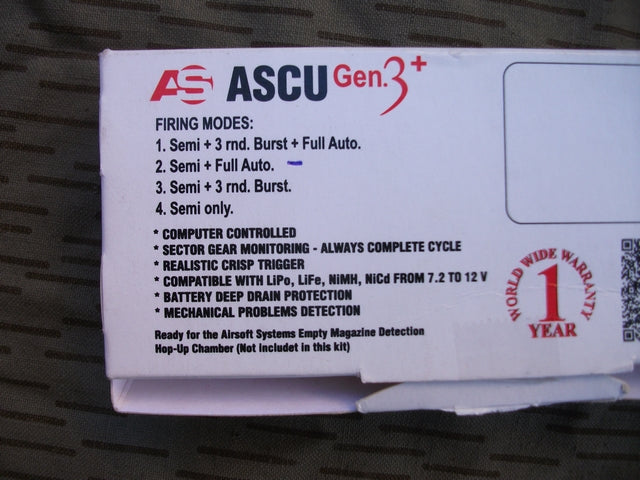 AS ASCU Gen.3+
FIRING MODES:
1. Semi + 3 rnd. Burst + Full Auto.
2. Semi + Full Auto.
3. Semi + 3 rnd. Burst.
4. Semi only.
* COMPUTER CONTROLLED
* SECTOR GEAR MONITORING - ALWAYS COMPLETE CYCLE
* REALISTIC CRISP TRIGGER
* COMPATIBLE WITH LiPo, LiFe, NiMH, NiCd FROM 7.2 TO 12 V
* BATTERY DEEP DRAIN PROTECTION
* MECHANICAL PROBLEMS DETECTION
Ready for the Airsoft Systems Empty Magazine Detection
Hop-Up Chamber (Not includet in this kit)
WORLD WIDE WARRANTY
1
YEAR